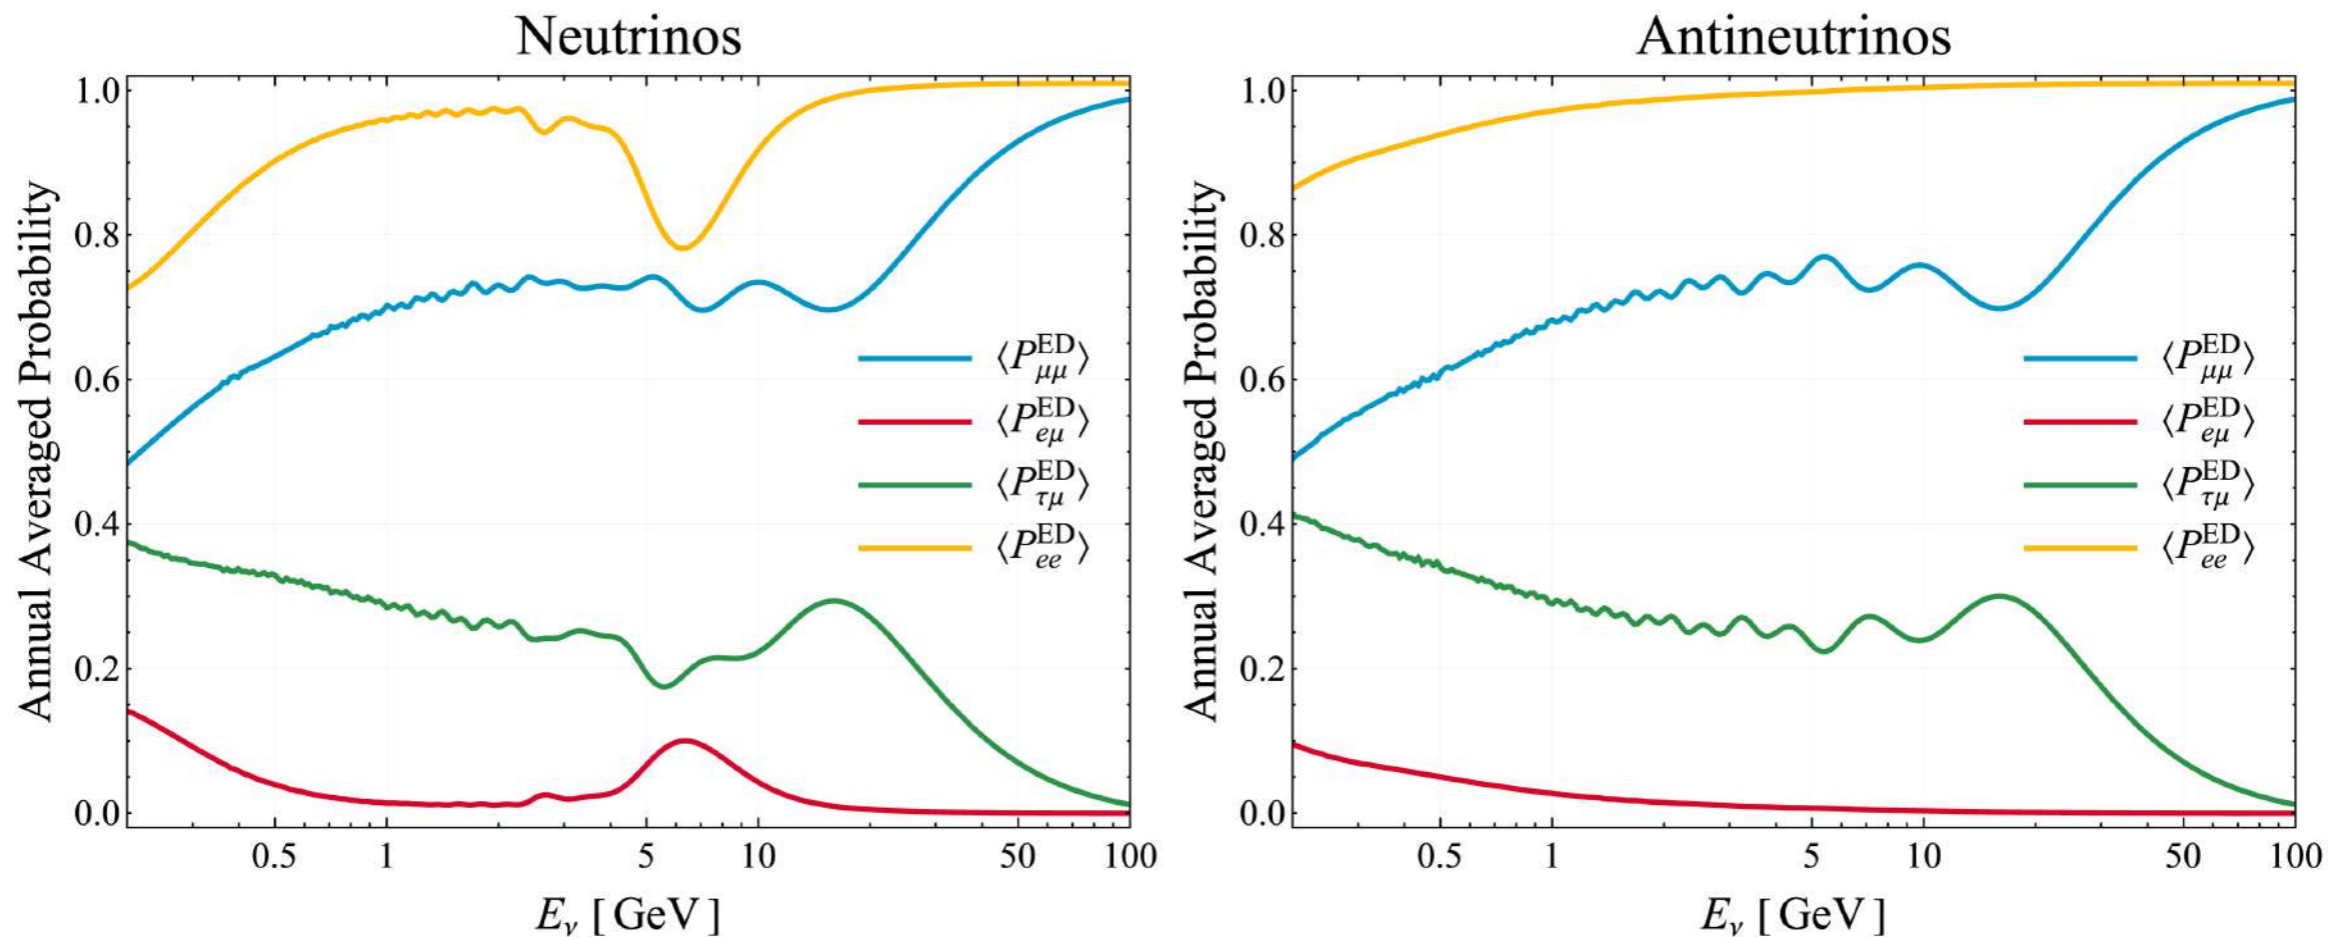 Neutrinos
Annual Averaged Probability
1.0
0.8
0.6
0.4
0.2
0.0
⟨P^ED_μμ⟩
⟨P^ED_eμ⟩
⟨P^ED_τμ⟩
⟨P^ED_ee⟩
0.5 1 5 10 50 100
E_ν [GeV]
Antineutrinos
Annual Averaged Probability
1.0
0.8
0.6
0.4
0.2
0.0
⟨P^ED_μμ⟩
⟨P^ED_eμ⟩
⟨P^ED_τμ⟩
⟨P^ED_ee⟩
0.5 1 5 10 50 100
E_ν [GeV]